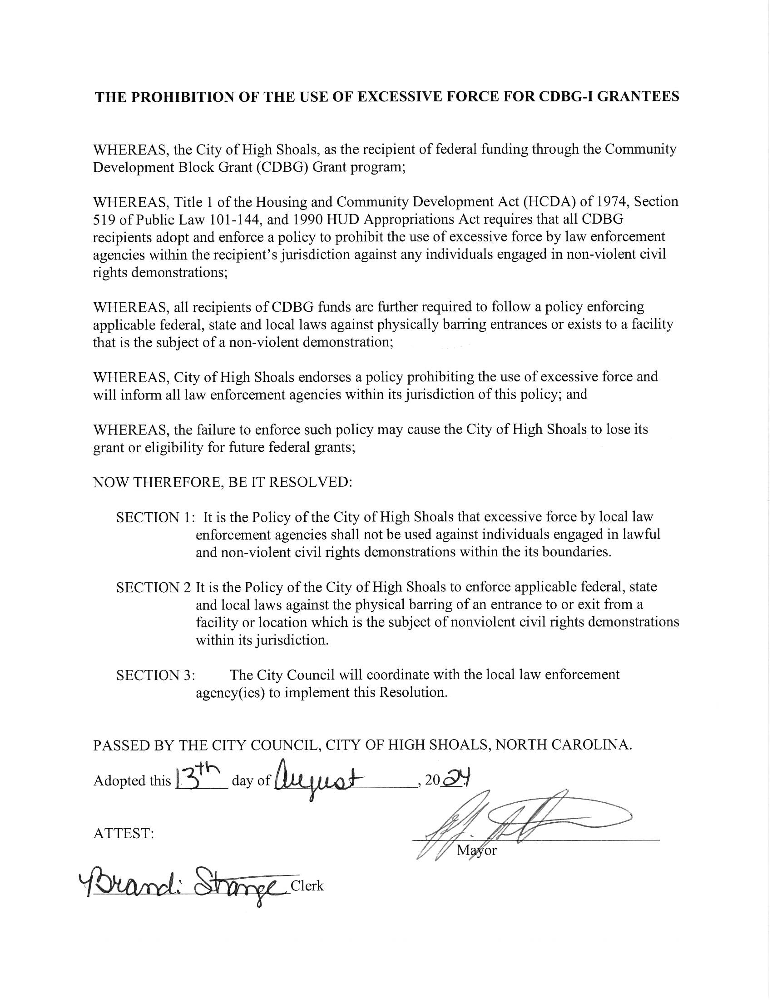 THE PROHIBITION OF THE USE OF EXCESSIVE FORCE FOR CDBG-I GRANTEES
WHEREAS, the City of High Shoals, as the recipient of federal funding through the Community
Development Block Grant (CDBG) Grant program;
WHEREAS, Title 1 of the Housing and Community Development Act (HCDA) of 1974, Section
519 of Public Law 101-144, and 1990 HUD Appropriations Act requires that all CDBG
recipients adopt and enforce a policy to prohibit the use of excessive force by law enforcement
agencies within the recipient’s jurisdiction against any individuals engaged in non-violent civil
rights demonstrations;
WHEREAS, all recipients of CDBG funds are further required to follow a policy enforcing
applicable federal, state and local laws against physically barring entrances or exists to a facility
that is the subject of a non-violent demonstration;
WHEREAS, City of High Shoals endorses a policy prohibiting the use of excessive force and
will inform all law enforcement agencies within its jurisdiction of this policy; and
WHEREAS, the failure to enforce such policy may cause the City of High Shoals to lose its
grant or eligibility for future federal grants;
NOW THEREFORE, BE IT RESOLVED:
SECTION 1: It is the Policy of the City of High Shoals that excessive force by local law
enforcement agencies shall not be used against individuals engaged in lawful
and non-violent civil rights demonstrations within the its boundaries.
SECTION 2 It is the Policy of the City of High Shoals to enforce applicable federal, state
and local laws against the physical barring of an entrance to or exit from a
facility or location which is the subject of nonviolent civil rights demonstrations
within its jurisdiction.
SECTION 3: The City Council will coordinate with the local law enforcement
agency(ies) to implement this Resolution.
PASSED BY THE CITY COUNCIL, CITY OF HIGH SHOALS, NORTH CAROLINA.
Adopted this 13th day of August, 2024.
ATTEST:
Mayor
Brandi Strange Clerk